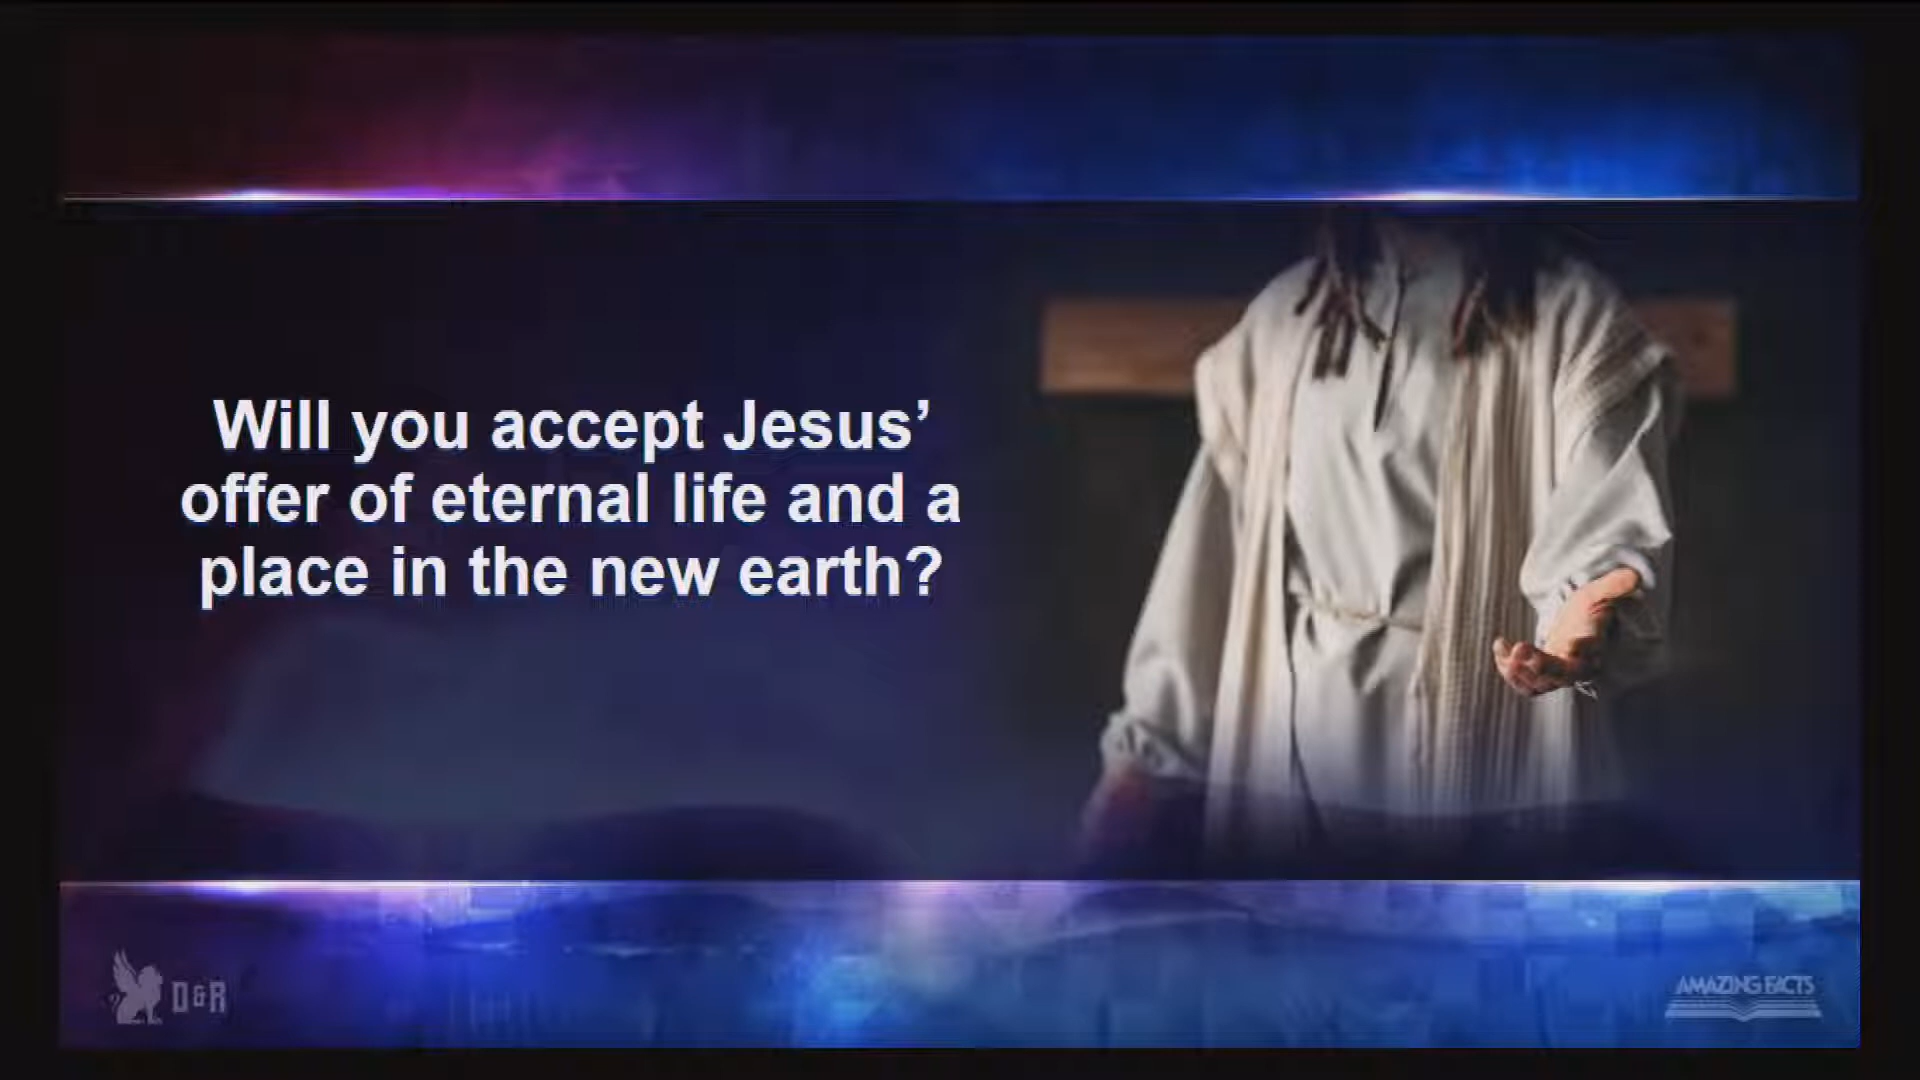 Will you accept Jesus’
offer of eternal life and a
place in the new earth?
D&R
AMAZING FACTS